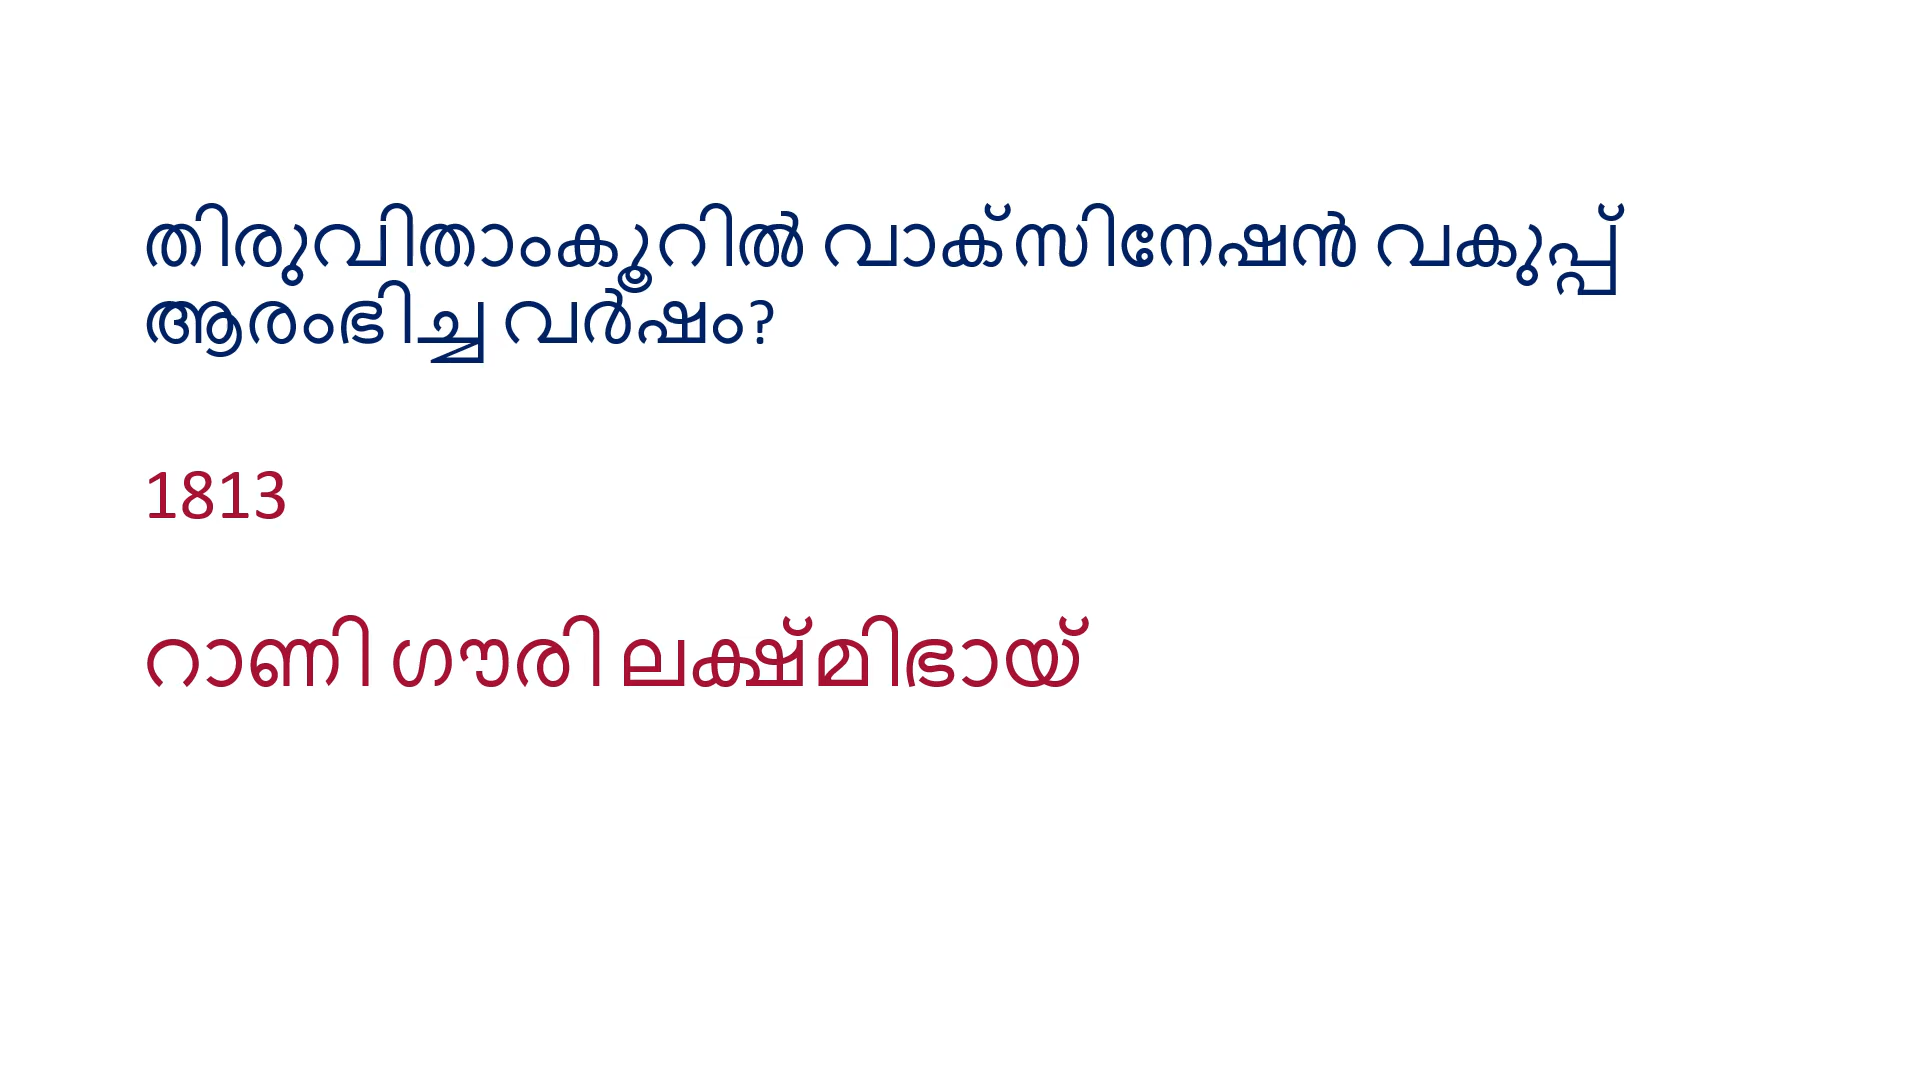 തിരുവിതാംകൂറിൽ വാക്സിനേഷൻ വകുപ്പ്
ആരംഭിച്ച വർഷം?
1813
റാണി ഗൗരി ലക്ഷ്മിഭായ്